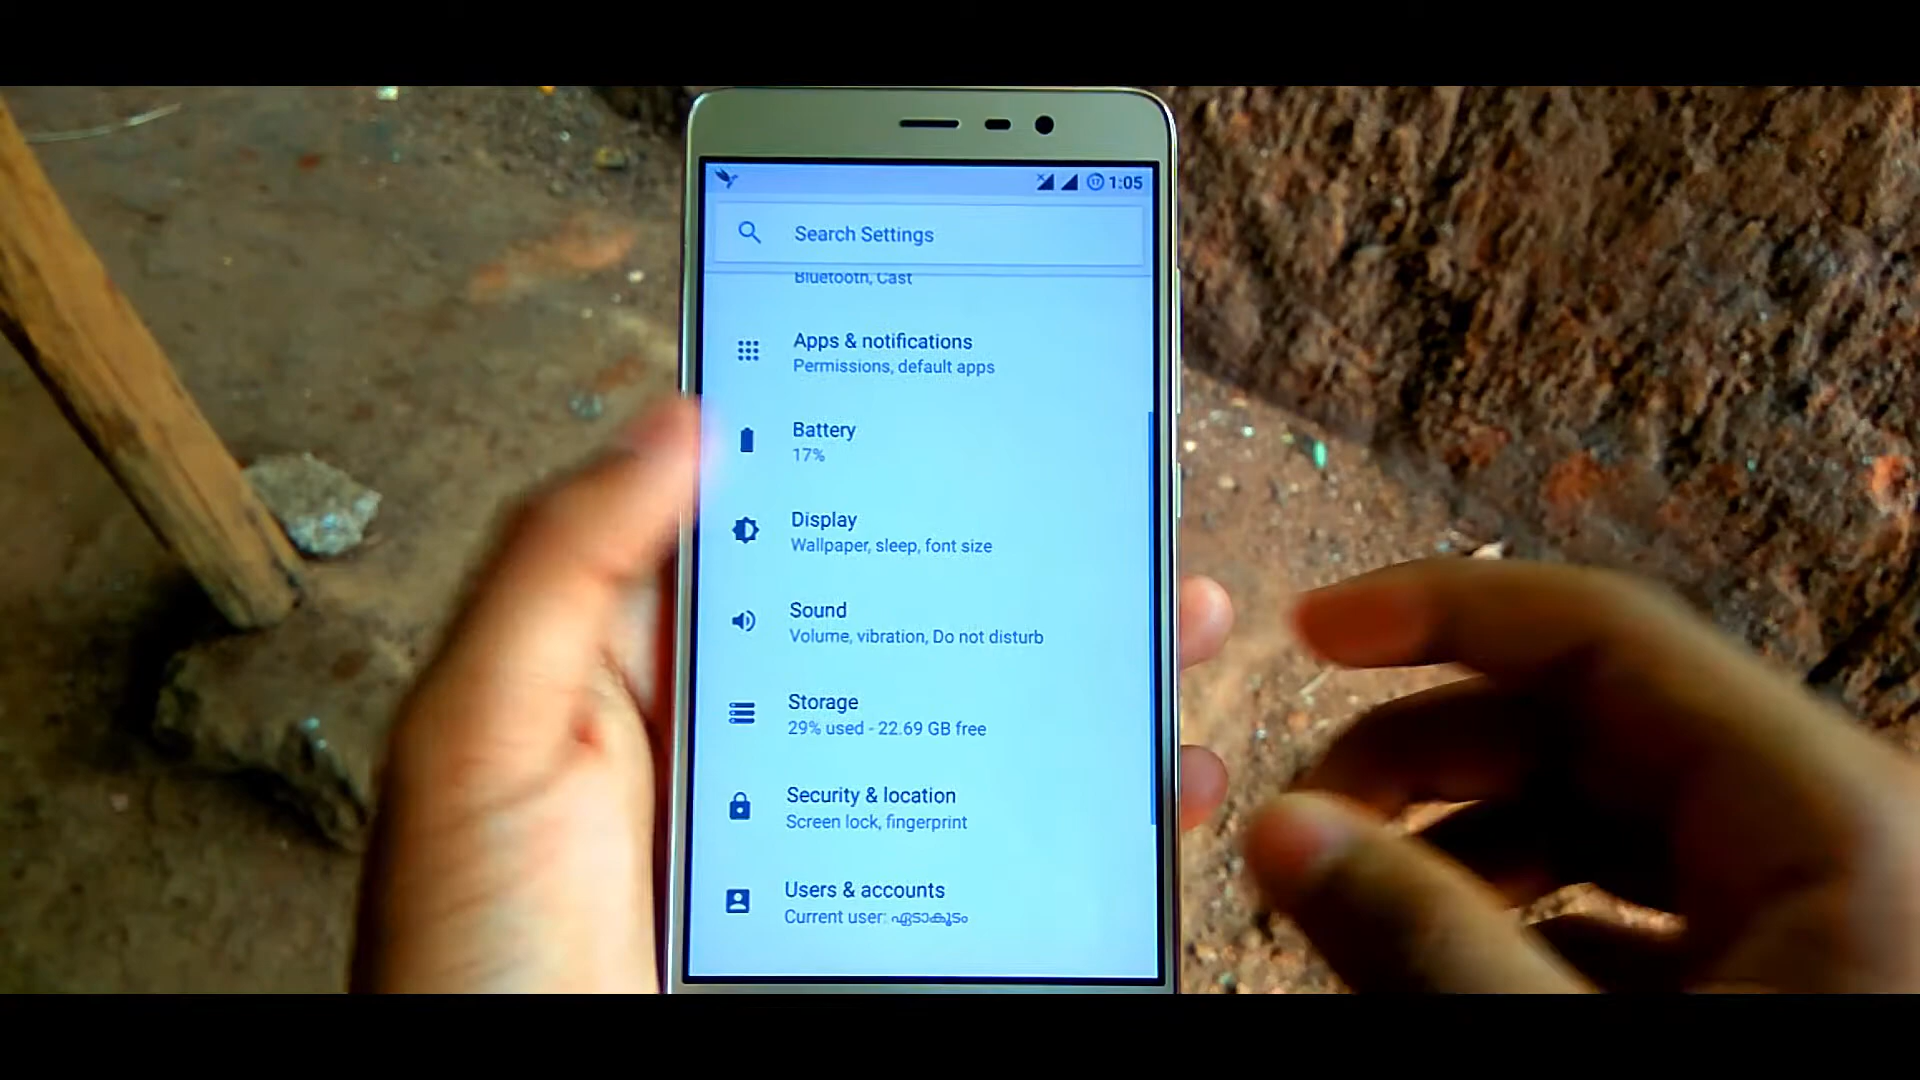 17 1:05
Search Settings
Bluetooth, Cast
Apps & notifications
Permissions, default apps
Battery
17%
Display
Wallpaper, sleep, font size
Sound
Volume, vibration, Do not disturb
Storage
29% used - 22.69 GB free
Security & location
Screen lock, fingerprint
Users & accounts
Current user: ഏടാകൂടം